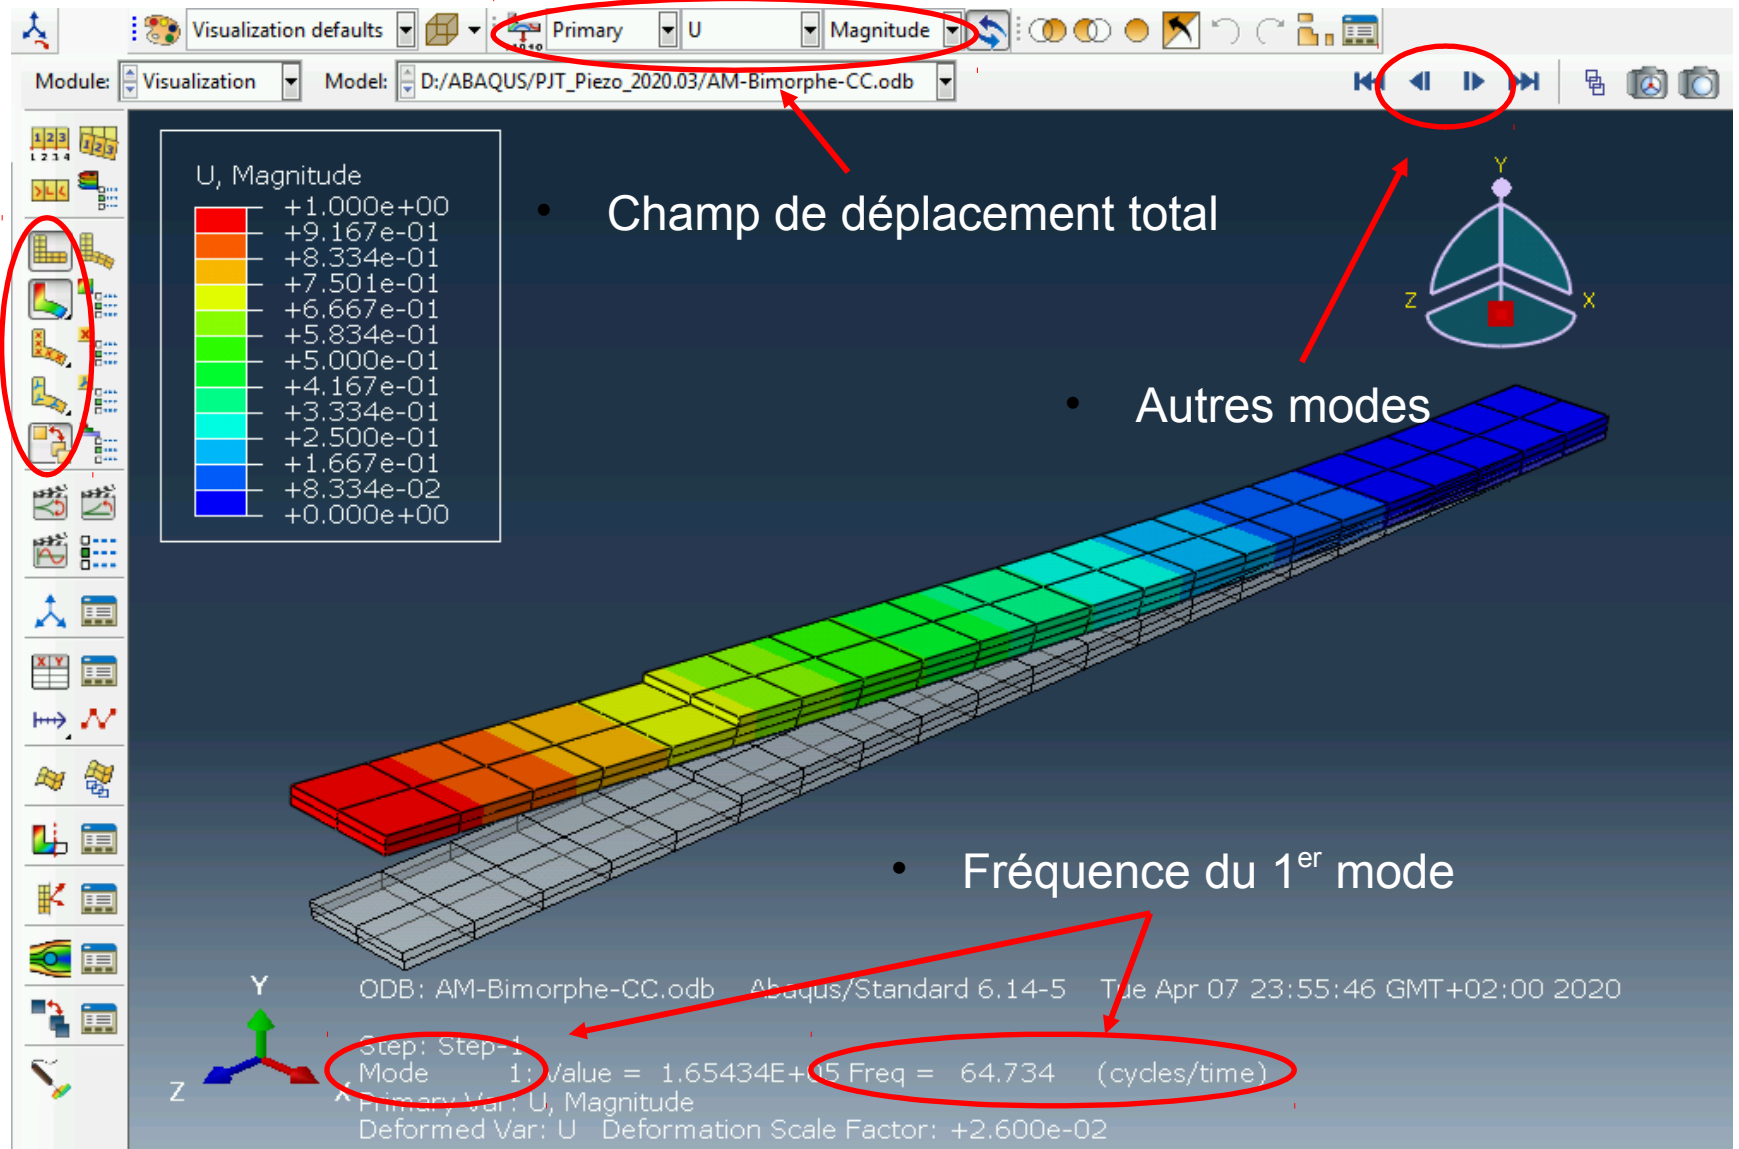 Visualization defaults Primary U Magnitude
Module: Visualization Model: D:/ABAQUS/PJT_Piezo_2020.03/AM-Bimorphe-CC.odb
U, Magnitude
+1.000e+00
+9.167e-01
+8.334e-01
+7.501e-01
+6.667e-01
+5.834e-01
+5.000e-01
+4.167e-01
+3.334e-01
+2.500e-01
+1.667e-01
+8.334e-02
+0.000e+00
• Champ de déplacement total
Y
Z X
• Autres modes
• Fréquence du 1er mode
Y
Z X
ODB: AM-Bimorphe-CC.odb Abaqus/Standard 6.14-5 Tue Apr 07 23:55:46 GMT+02:00 2020
Step: Step-1
Mode 1: Value = 1.65434E+05 Freq = 64.734 (cycles/time)
Primary Var: U, Magnitude
Deformed Var: U Deformation Scale Factor: +2.600e-02